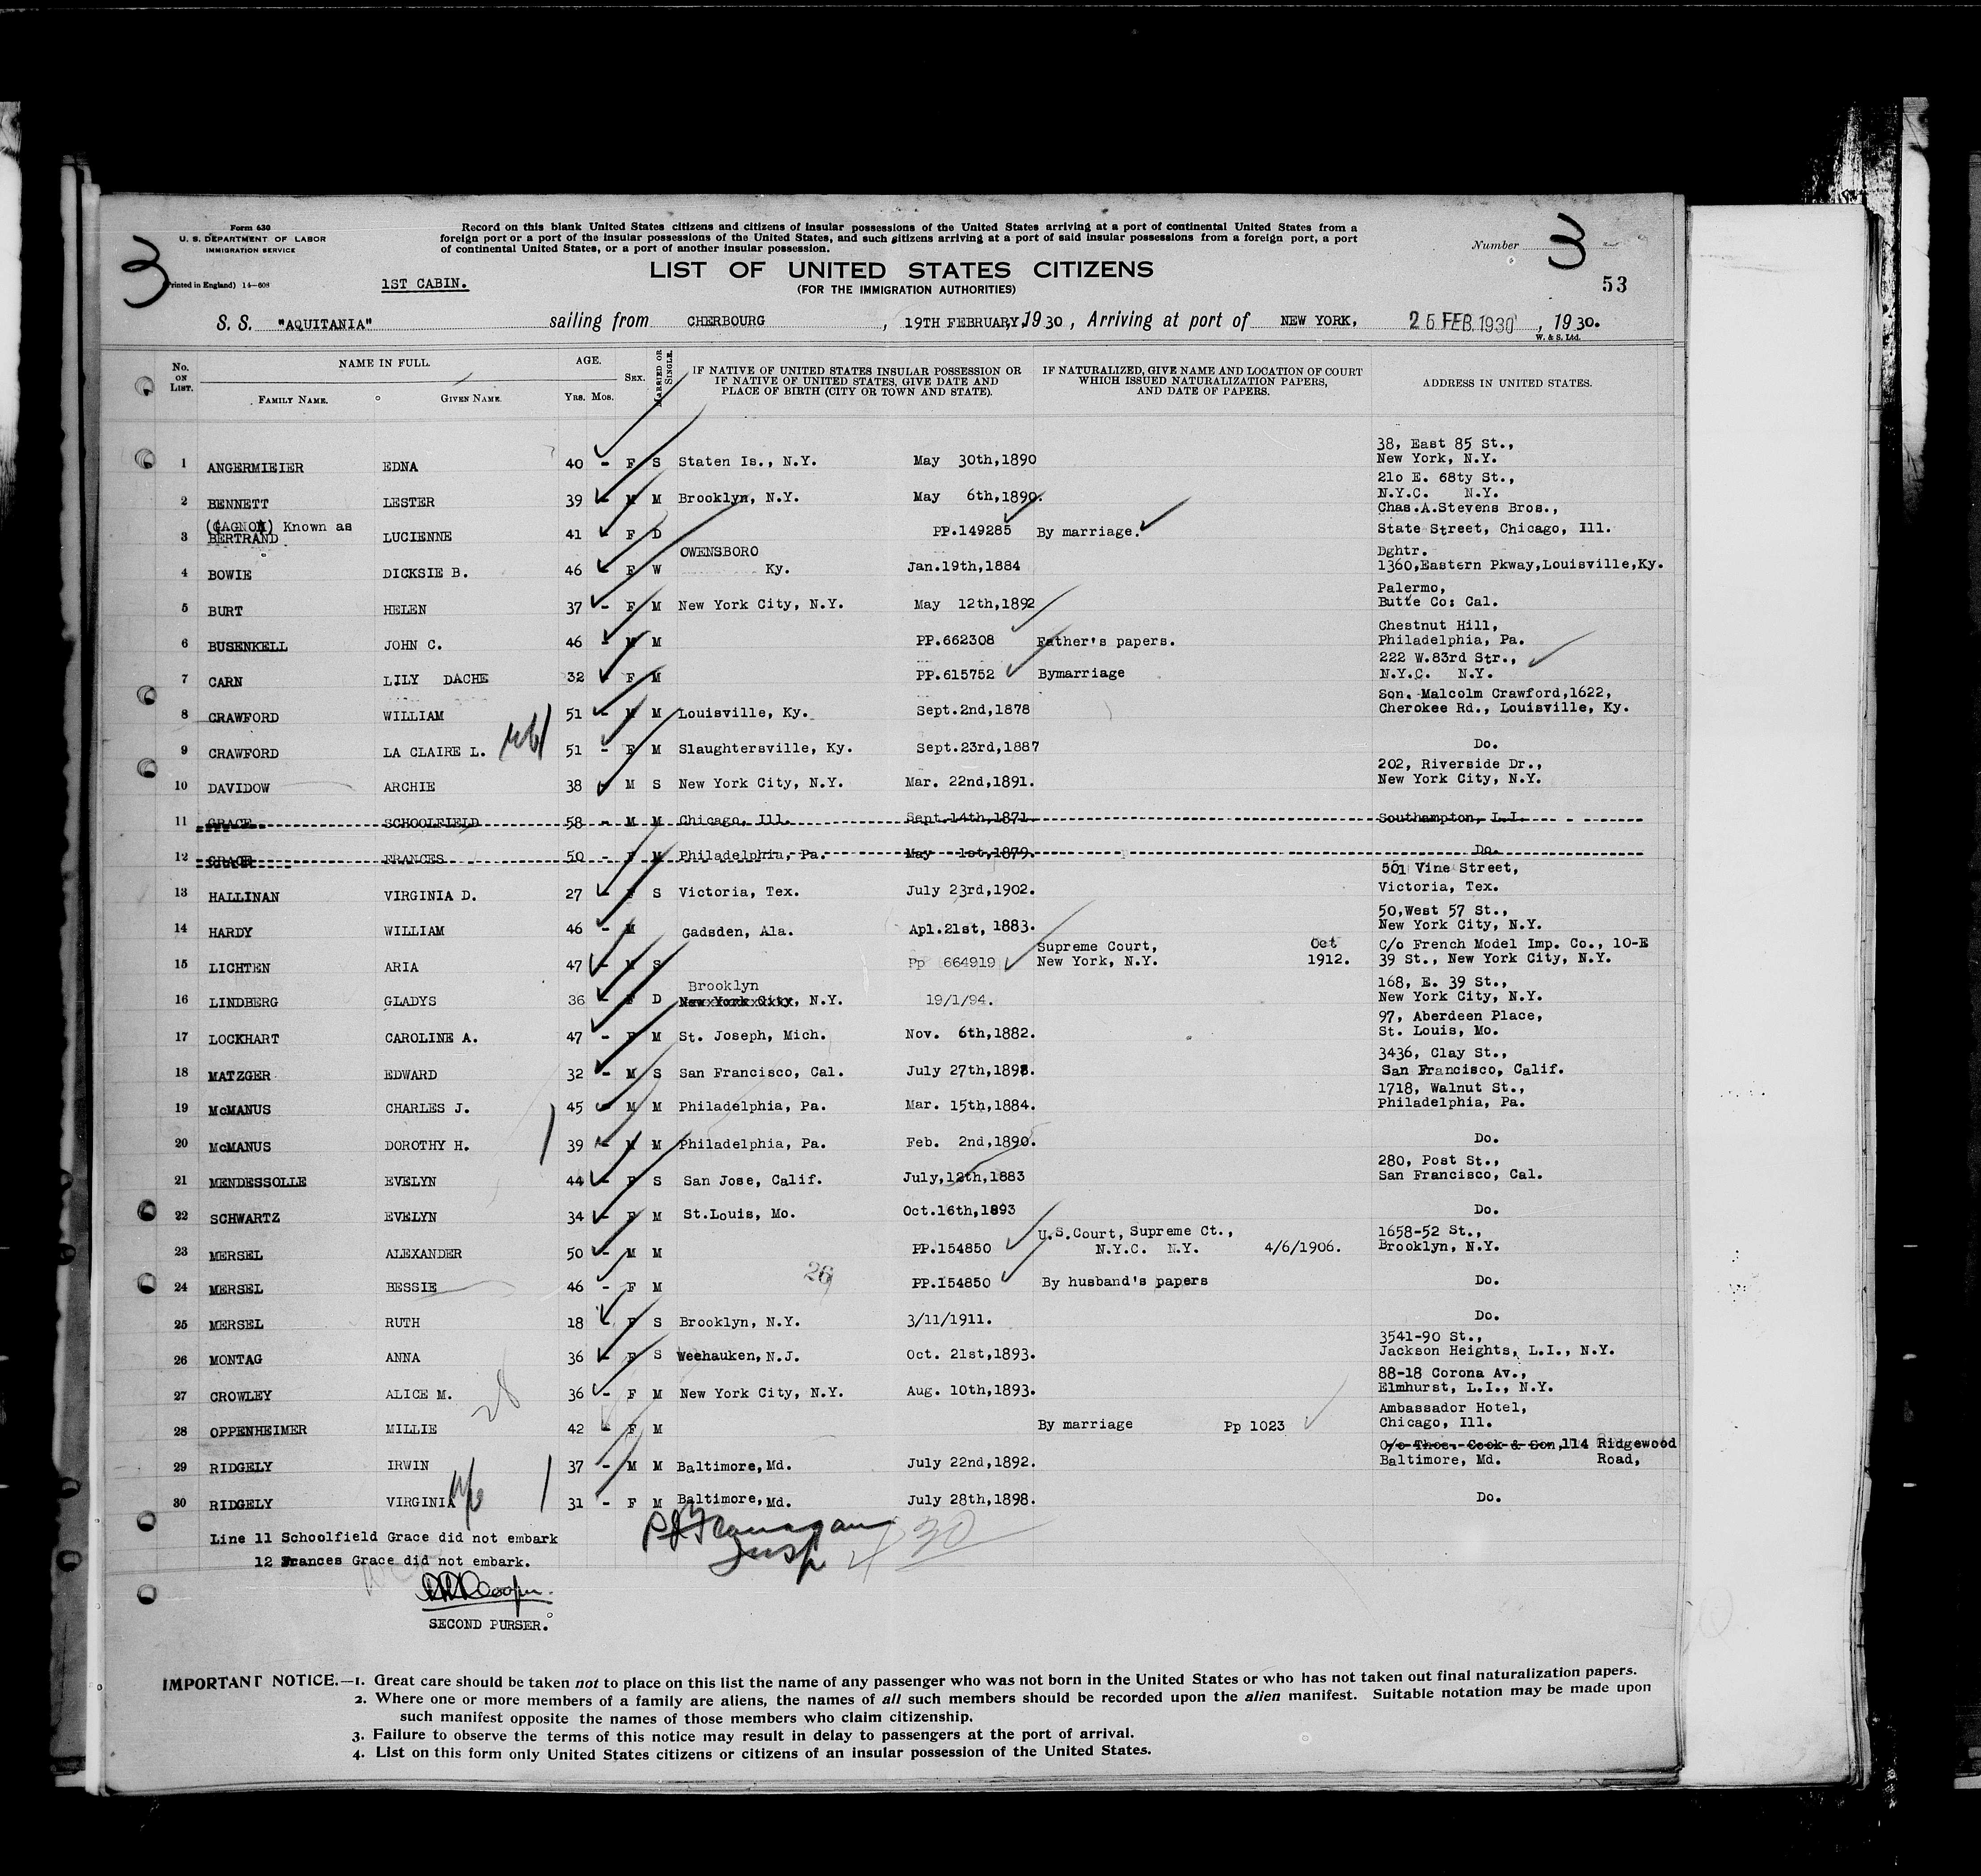 Form 630
U. S. DEPARTMENT OF LABOR
IMMIGRATION SERVICE
(Printed in England) 14—608
Record on this blank United States citizens and citizens of insular possessions of the United States arriving at a port of continental United States from a
foreign port or a port of the insular possessions of the United States, and such citizens arriving at a port of said insular possessions from a foreign port, a port
of continental United States, or a port of another insular possession.
Number 3
3
53
1ST CABIN.
LIST OF UNITED STATES CITIZENS
(FOR THE IMMIGRATION AUTHORITIES)
S. S. "AQUITANIA" sailing from CHERBOURG , 19TH FEBRUARY, 1930 , Arriving at port of NEW YORK, 25 FEB. 1930 , 1930.
W. & S. Ltd.
No. ON LIST. NAME IN FULL. AGE. SEX. MARRIED OR SINGLE. IF NATIVE OF UNITED STATES INSULAR POSSESSION OR IF NATIVE OF UNITED STATES, GIVE DATE AND PLACE OF BIRTH (CITY OR TOWN AND STATE). IF NATURALIZED, GIVE NAME AND LOCATION OF COURT WHICH ISSUED NATURALIZATION PAPERS, AND DATE OF PAPERS. ADDRESS IN UNITED STATES.
FAMILY NAME. GIVEN NAME. YRS. MOS.
1 ANGERMIEIER EDNA 40 - F S Staten Is., N.Y. May 30th,1890 38, East 85 St., New York, N.Y.
2 BENNETT LESTER 39 - M M Brooklyn, N.Y. May 6th,1890. 210 E. 68ty St., N.Y.C. N.Y.
3 (GAGNON) Known as BERTRAND LUCIENNE 41 F D PP.149285 By marriage. Chas.A.Stevens Bros., State Street, Chicago, Ill.
4 BOWIE DICKSIE B. 46 F W OWENSBORO Ky. Jan.19th,1884 Dghtr. 1360,Eastern Pkway,Louisville,Ky.
5 BURT HELEN 37 - F M New York City, N.Y. May 12th,1892 Palermo, Butte Co: Cal.
6 BUSENKELL JOHN C. 46 - M M PP.662308 Father's papers. Chestnut Hill, Philadelphia, Pa.
7 CARN LILY DACHE 32 F M PP.615752 Bymarriage 222 W.83rd Str., N.Y.C. N.Y.
8 CRAWFORD WILLIAM 51 - M M Louisville, Ky. Sept.2nd,1878 Son. Malcolm Crawford,1622, Cherokee Rd., Louisville, Ky.
9 CRAWFORD LA CLAIRE L. 51 - F M Slaughtersville, Ky. Sept.23rd,1887 Do.
10 DAVIDOW ARCHIE 38 - M S New York City, N.Y. Mar. 22nd,1891. 202, Riverside Dr., New York City, N.Y.
11 GRACE SCHOOLFIELD 58 - M M Chicago, Ill. Sept.14th,1871. Southampton, L.I.
12 GRACE FRANCES 50 - F M Philadelphia, Pa. May 1st,1879. Do.
13 HALLINAN VIRGINIA D. 27 - F S Victoria, Tex. July 23rd,1902. 501 Vine Street, Victoria, Tex.
14 HARDY WILLIAM 46 - M Gadsden, Ala. Apl.21st, 1883. 50,West 57 St., New York City, N.Y.
15 LICHTEN ARIA 47 - M S Pp 664919 Supreme Court, New York, N.Y. Oct 1912. C/o French Model Imp. Co., 10-E 39 St., New York City, N.Y.
16 LINDBERG GLADYS 36 - F D Brooklyn New York City, N.Y. 19/1/94. 168, E. 39 St., New York City, N.Y.
17 LOCKHART CAROLINE A. 47 - F M St. Joseph, Mich. Nov. 6th,1882. 97, Aberdeen Place, St. Louis, Mo.
18 MATZGER EDWARD 32 - M S San Francisco, Cal. July 27th,1898. 3436, Clay St., San Francisco, Calif.
19 McMANUS CHARLES J. 45 - M M Philadelphia, Pa. Mar. 15th,1884. 1718, Walnut St., Philadelphia, Pa.
20 McMANUS DOROTHY H. 39 - M M Philadelphia, Pa. Feb. 2nd,1890. Do.
21 MENDESSOLLE EVELYN 44 - F S San Jose, Calif. July,12th,1883 280, Post St., San Francisco, Cal.
22 SCHWARTZ EVELYN 34 - F M St.Louis, Mo. Oct.16th,1893 Do.
23 MERSEL ALEXANDER 50 - M M PP.154850 U.S.Court, Supreme Ct., N.Y.C. N.Y. 4/6/1906. 1658-52 St., Brooklyn, N.Y.
24 MERSEL BESSIE 46 - F M 26 PP.154850 By husband's papers Do.
25 MERSEL RUTH 18 F S Brooklyn, N.Y. 3/11/1911. Do.
26 MONTAG ANNA 36 - F S Weehauken, N.J. Oct. 21st,1893. 3541-90 St., Jackson Heights, L.I., N.Y.
27 CROWLEY ALICE M. 36 - F M New York City, N.Y. Aug. 10th,1893. 88-18 Corona Av., Elmhurst, L.I., N.Y.
28
28 OPPENHEIMER MILLIE 42 - F M By marriage Pp 1023 Ambassador Hotel, Chicago, Ill.
29 RIDGELY IRWIN 37 - M M Baltimore, Md. July 22nd,1892. C/o Thos. Cook & Son, 114 Ridgewood Road, Baltimore, Md.
30 RIDGELY VIRGINIA 31 - F M Baltimore, Md. July 28th,1898. Do.
Line 11 Schoolfield Grace did not embark
12 Frances Grace did not embark.
Insp
30
SECOND PURSER.
IMPORTANT NOTICE.—1. Great care should be taken not to place on this list the name of any passenger who was not born in the United States or who has not taken out final naturalization papers.
2. Where one or more members of a family are aliens, the names of all such members should be recorded upon the alien manifest. Suitable notation may be made upon
such manifest opposite the names of those members who claim citizenship.
3. Failure to observe the terms of this notice may result in delay to passengers at the port of arrival.
4. List on this form only United States citizens or citizens of an insular possession of the United States.